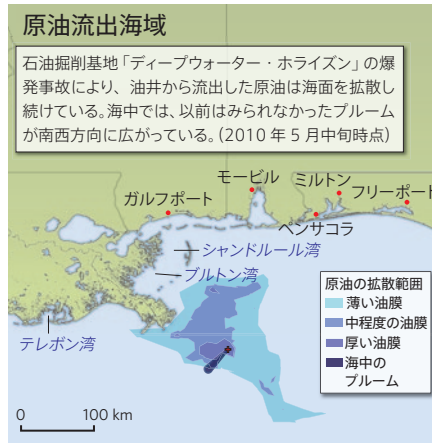 原油流出海域
石油掘削基地「ディープウォーター・ホライズン」の爆
発事故により、油井から流出した原油は海面を拡散し
続けている。海中では、以前はみられなかったプルーム
が南西方向に広がっている。（2010 年 5 月中旬時点）
モービル
ミルトン
フリーポート
ガルフポート
ペンサコラ
シャンドルール湾
ブルトン湾
テレボン湾
原油の拡散範囲
薄い油膜
中程度の油膜
厚い油膜
海中の
プルーム
0 100 km